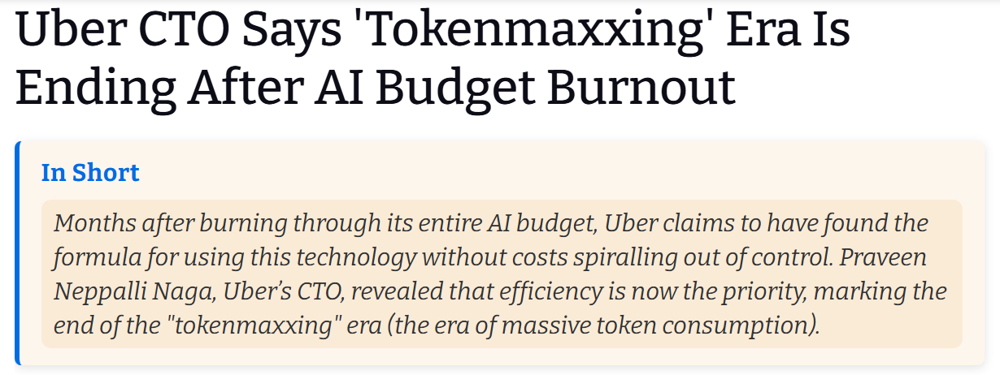 Uber CTO Says 'Tokenmaxxing' Era Is
Ending After AI Budget Burnout
In Short
Months after burning through its entire AI budget, Uber claims to have found the
formula for using this technology without costs spiralling out of control. Praveen
Neppalli Naga, Uber’s CTO, revealed that efficiency is now the priority, marking the
end of the "tokenmaxxing" era (the era of massive token consumption).